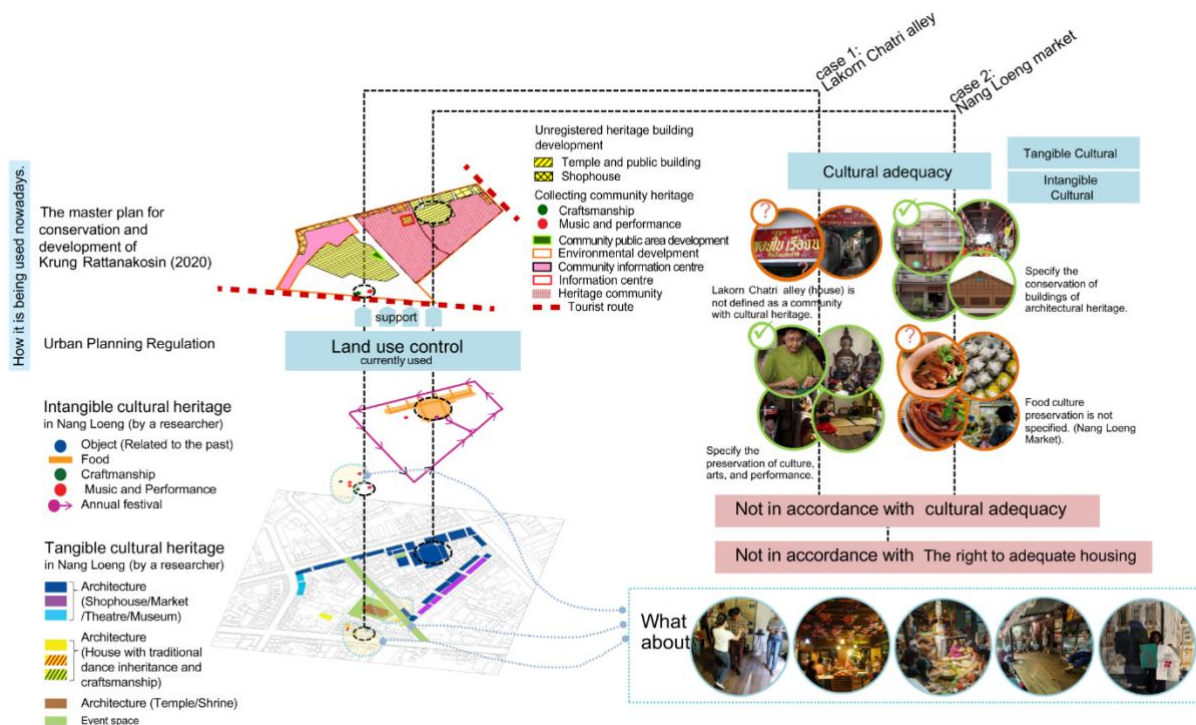 case 1:
Lakorn Chatri alley
case 2:
Nang Loeng market
How it is being used nowadays.
The master plan for
conservation and
development of
Krung Rattanakosin (2020)
Unregistered heritage building
development
Temple and public building
Shophouse
Collecting community heritage
Craftsmanship
Music and performance
Community public area development
Environmental develpment
Community information centre
Information centre
Heritage community
Tourist route
support
Urban Planning Regulation
Land use control
currently used
Intangible cultural heritage
in Nang Loeng (by a researcher)
Object (Related to the past)
Food
Craftmanship
Music and Performance
Annual festival
Tangible cultural heritage
in Nang Loeng (by a researcher)
Architecture
(Shophouse/Market
/Theatre/Museum)
Architecture
(House with traditional
dance inheritance and
craftmanship)
Architecture (Temple/Shrine)
Event space
Cultural adequacy
Tangible Cultural
Intangible
Cultural
?
Lakorn Chatri alley (house) is
not defined as a community
with cultural heritage.
Specify the
conservation of
buildings of
architectural heritage.
Specify the
preservation of culture,
arts, and performance.
?
Food culture
preservation is not
specified. (Nang Loeng
Market).
Not in accordance with cultural adequacy
Not in accordance with The right to adequate housing
What
about